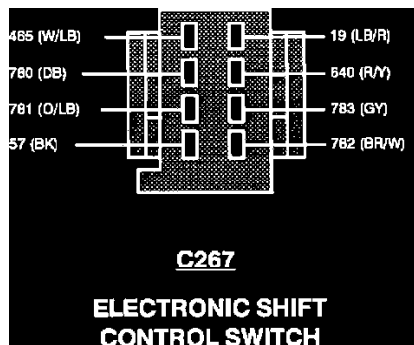 465 (W/LB)
19 (LB/R)
780 (DB)
640 (R/Y)
781 (O/LB)
783 (GY)
57 (BK)
782 (BR/W)
C267
ELECTRONIC SHIFT
CONTROL SWITCH